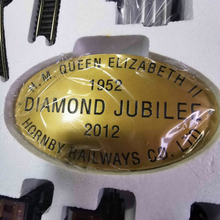 H.M. QUEEN ELIZABETH II
1952
DIAMOND JUBILEE
2012
HORNBY RAILWAYS CO. LTD.